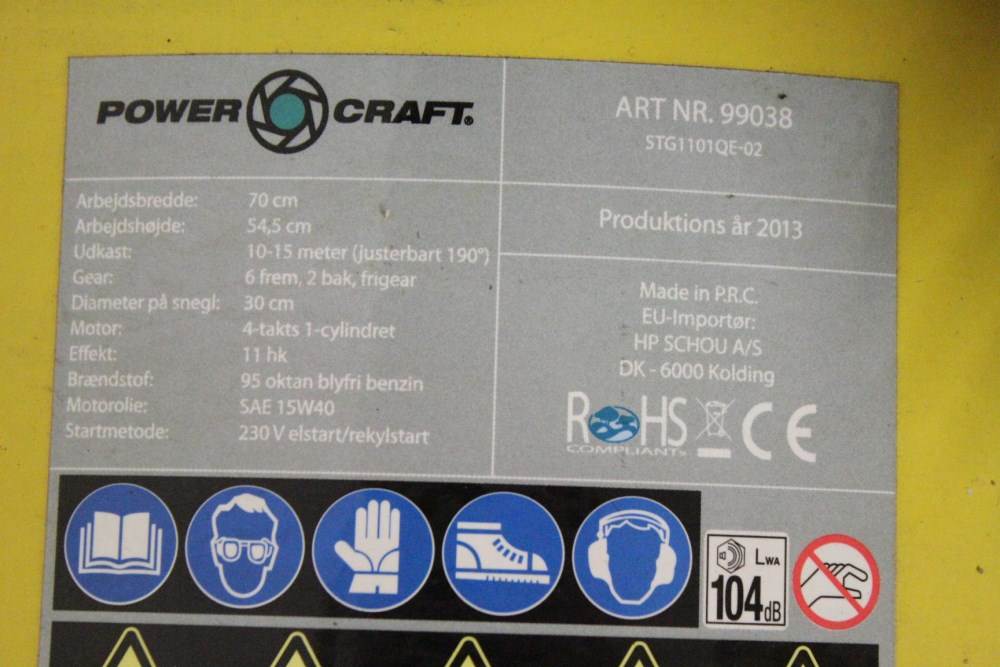 POWER CRAFT®
ART NR. 99038
STG1101QE-02
Arbejdsbredde: 70 cm
Arbejdshøjde: 54,5 cm
Udkast: 10-15 meter (justerbart 190°)
Gear: 6 frem, 2 bak, frigear
Diameter på snegl: 30 cm
Motor: 4-takts 1-cylindret
Effekt: 11 hk
Brændstof: 95 oktan blyfri benzin
Motorolie: SAE 15W40
Startmetode: 230 V elstart/rekylstart
Produktions år 2013
Made in P.R.C.
EU-Importør:
HP SCHOU A/S
DK - 6000 Kolding
RoHS
COMPLIANT
CE
LWA
104dB